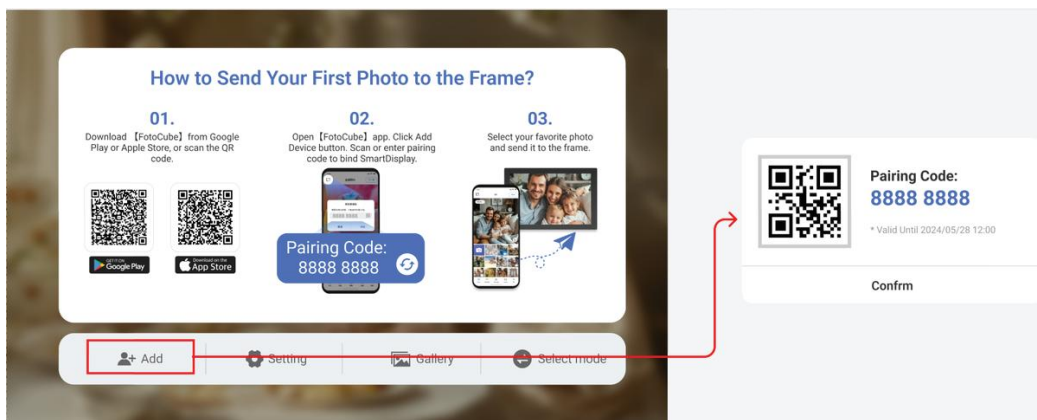 How to Send Your First Photo to the Frame?
01.
Download 【FotoCube】 from Google
Play or Apple Store, or scan the QR
code.
GET IT ON
Google Play
Download on the
App Store
02.
Open 【FotoCube】 app. Click Add
Device button. Scan or enter pairing
code to bind SmartDisplay.
8888 8888
Pairing Code:
8888 8888
03.
Select your favorite photo
and send it to the frame.
Add
Setting
Gallery
Select mode
Pairing Code:
8888 8888
* Valid Until 2024/05/28 12:00
Confrm